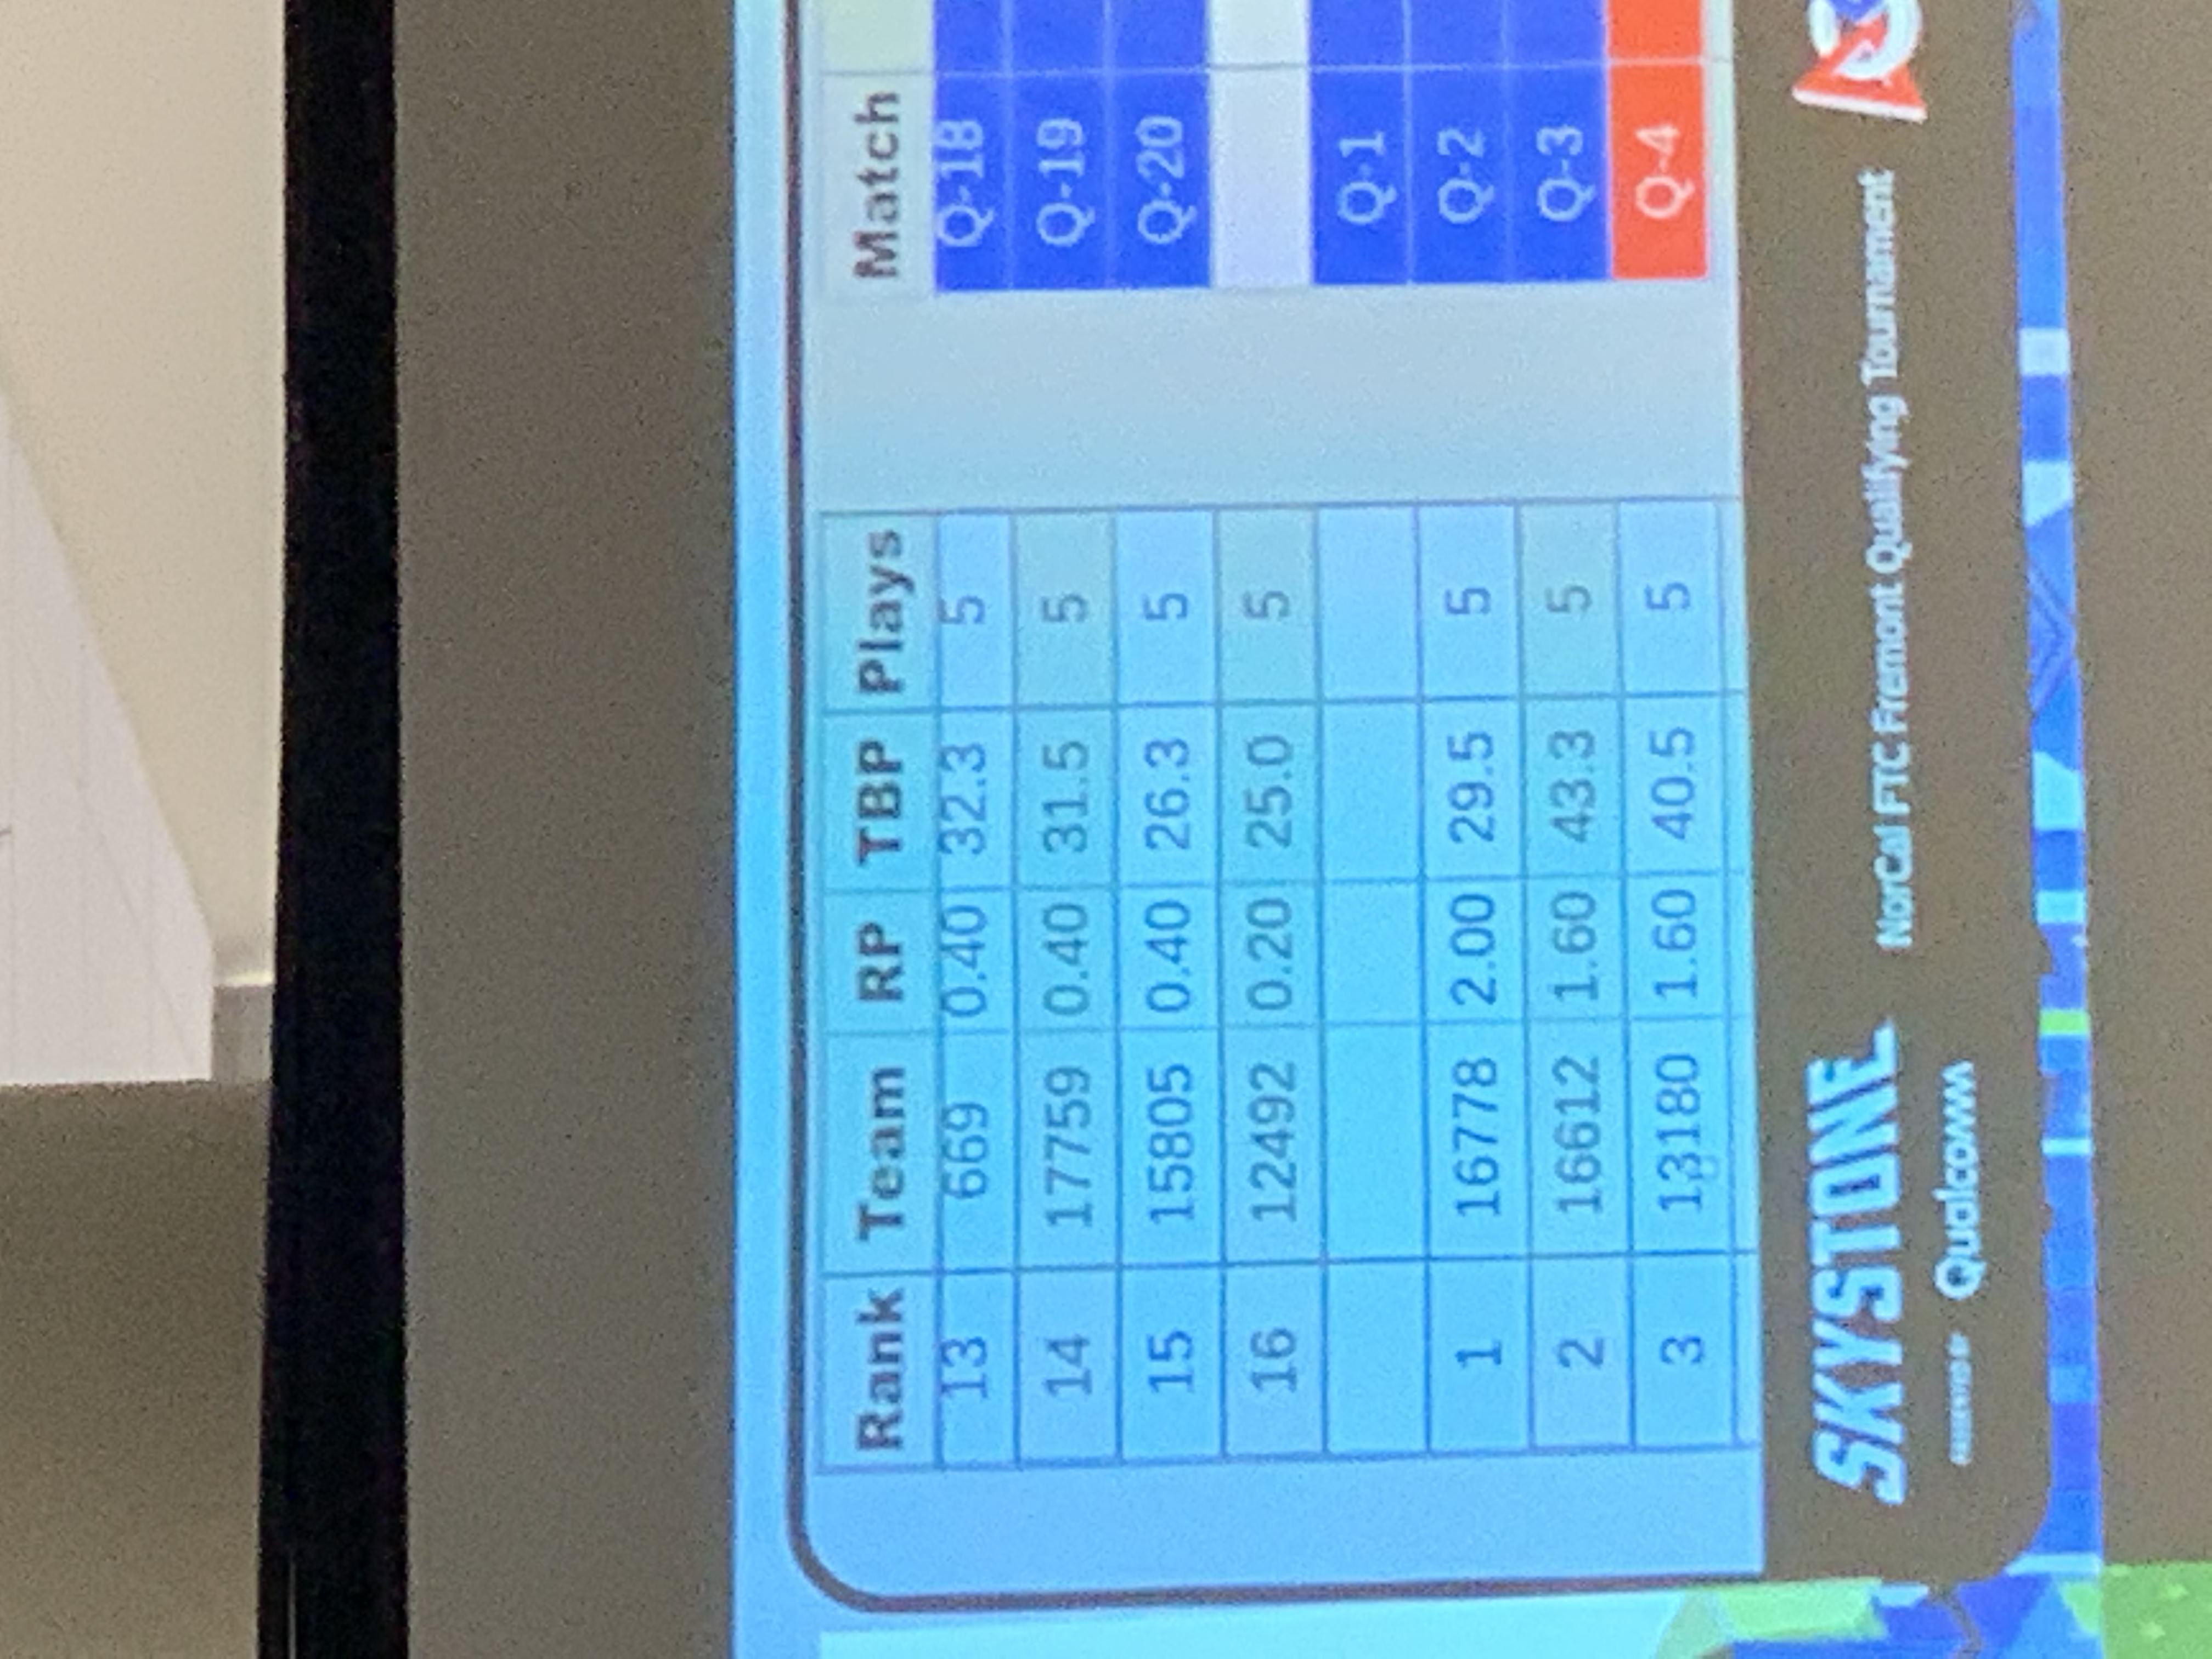 Rank Team RP TBP Plays
13 669 0.40 32.3 5
14 17759 0.40 31.5 5
15 15805 0.40 26.3 5
16 12492 0.20 25.0 5
1 16778 2.00 29.5 5
2 16612 1.60 43.3 5
3 13180 1.60 40.5 5
Match
Q-18
Q-19
Q-20
Q-1
Q-2
Q-3
Q-4
SKYSTONE
PRESENTED BY Qualcomm
NorCal FTC Fremont Qualifying Tournament